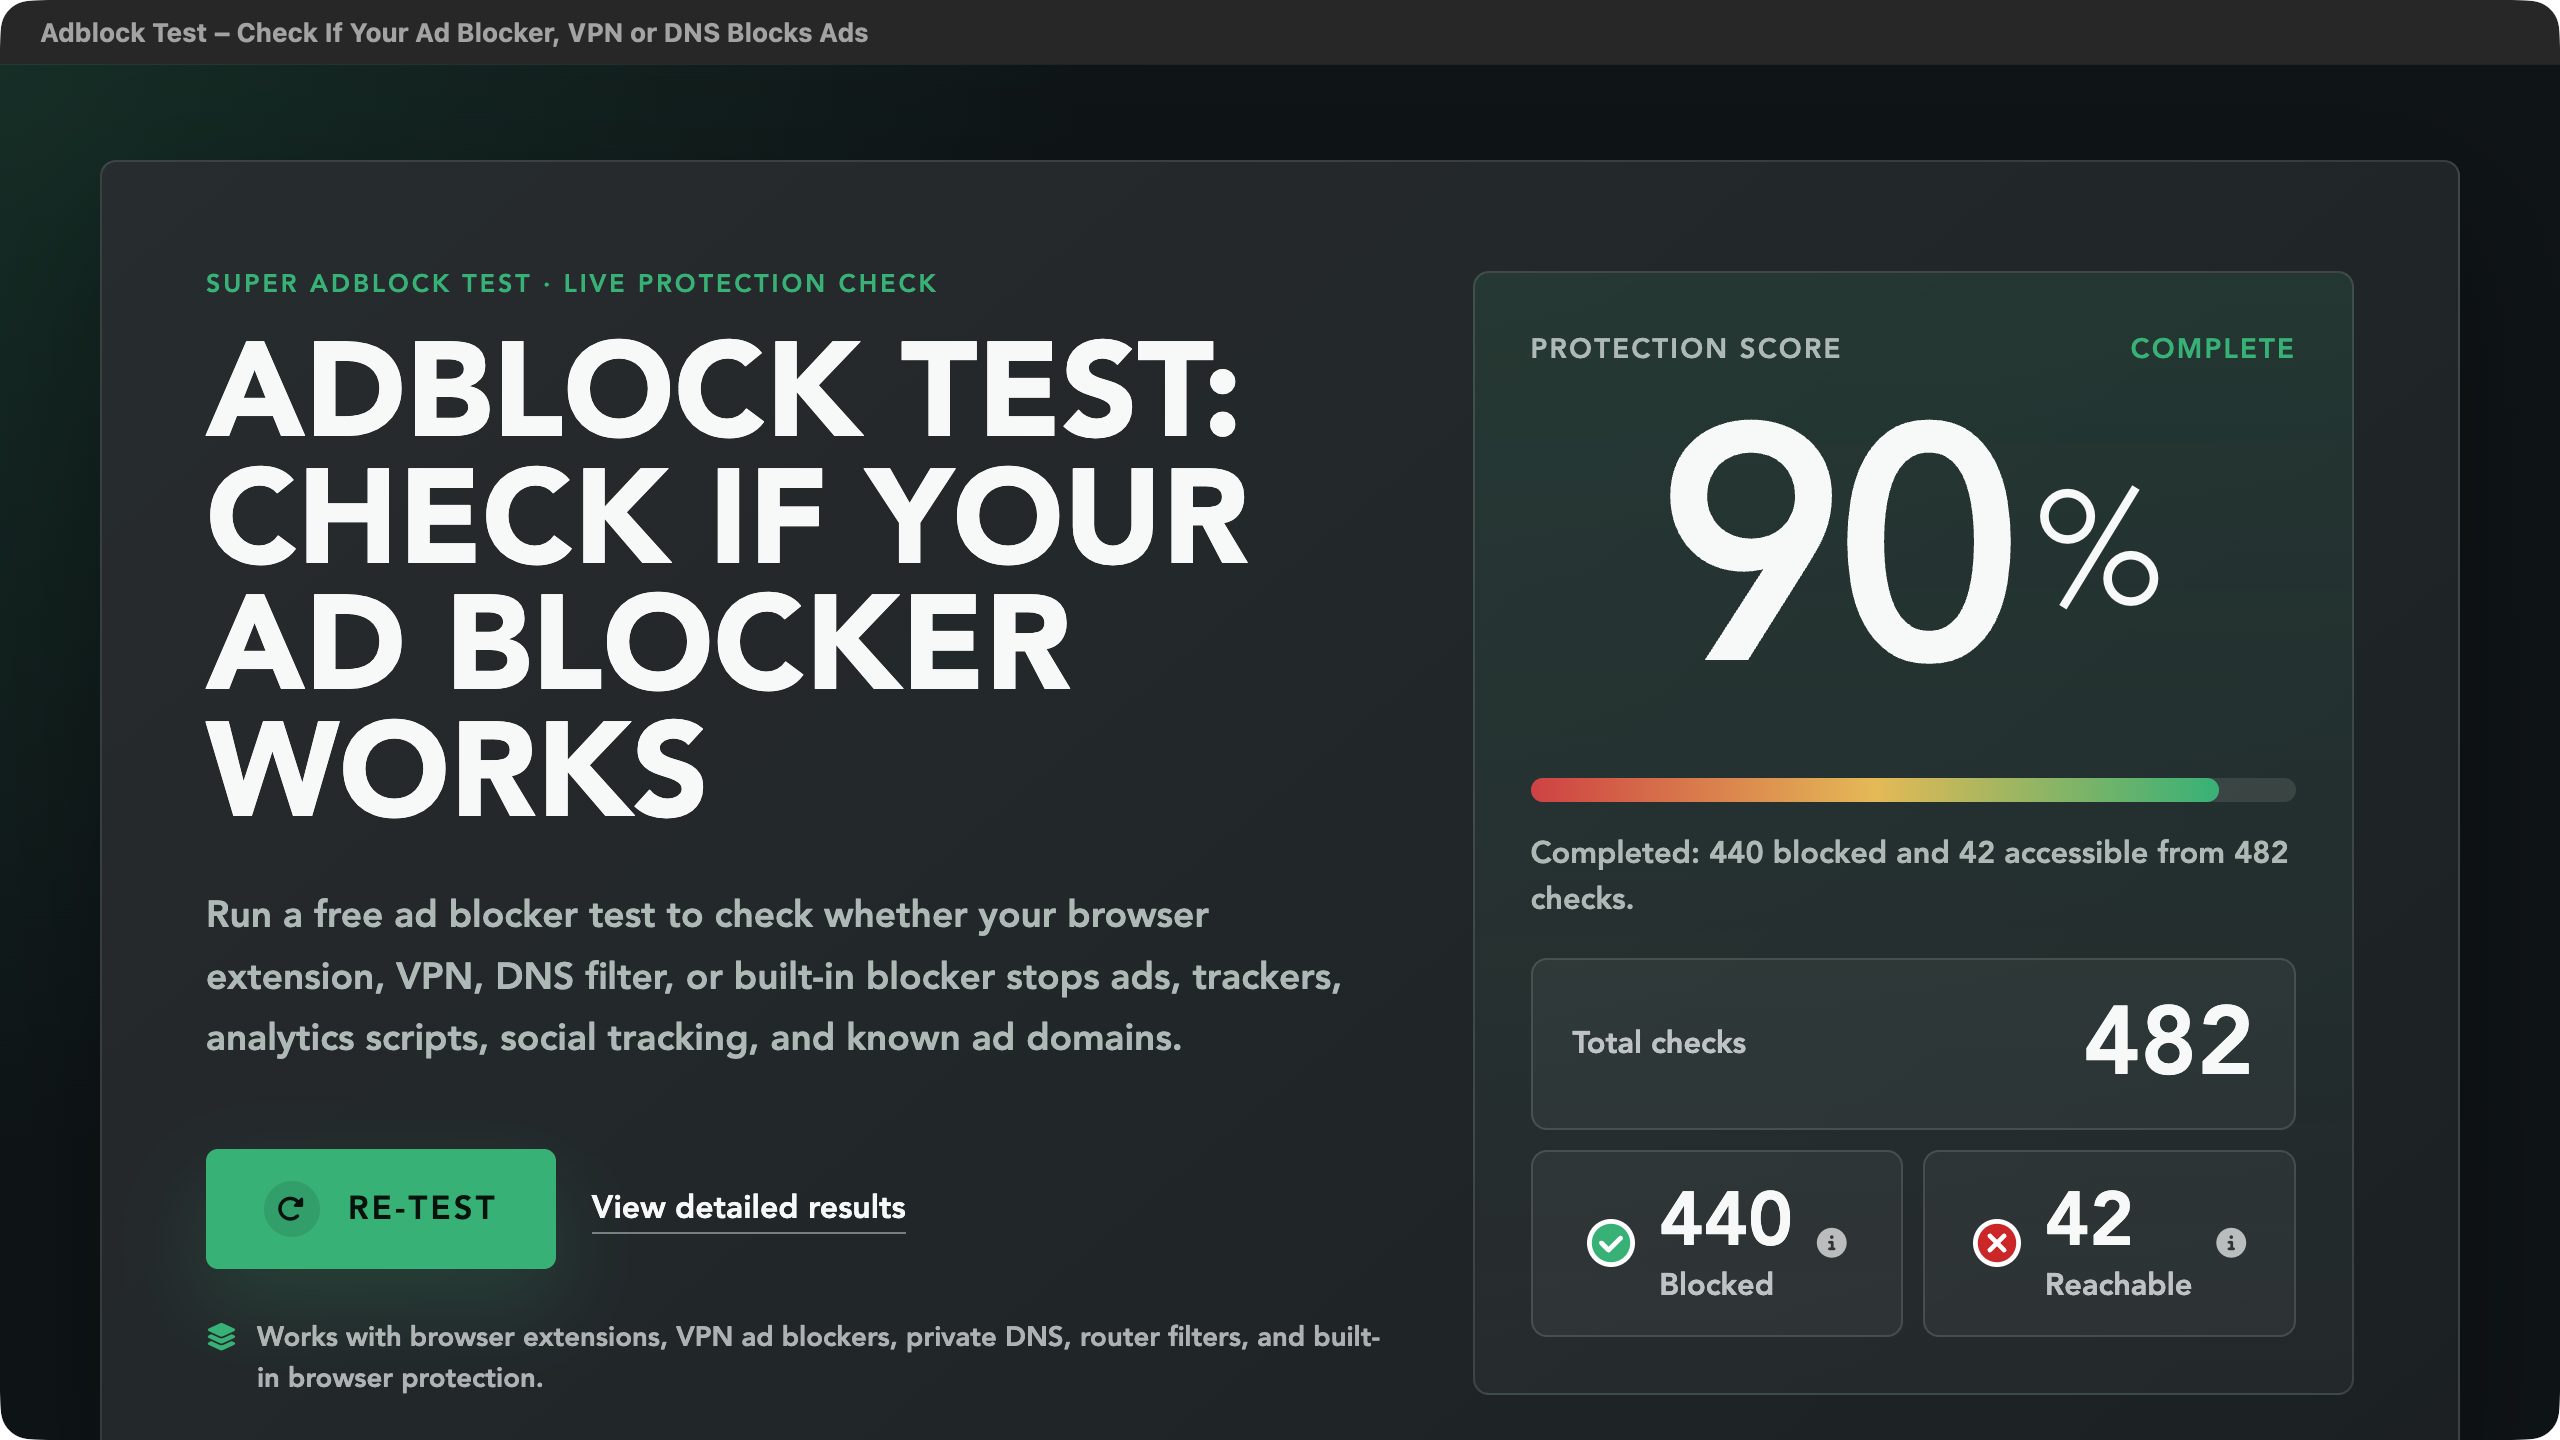 Adblock Test – Check If Your Ad Blocker, VPN or DNS Blocks Ads
SUPER ADBLOCK TEST · LIVE PROTECTION CHECK
ADBLOCK TEST:
CHECK IF YOUR
AD BLOCKER
WORKS
Run a free ad blocker test to check whether your browser
extension, VPN, DNS filter, or built-in blocker stops ads, trackers,
analytics scripts, social tracking, and known ad domains.
RE-TEST
View detailed results
Works with browser extensions, VPN ad blockers, private DNS, router filters, and built-
in browser protection.
PROTECTION SCORE
COMPLETE
90%
Completed: 440 blocked and 42 accessible from 482
checks.
Total checks
482
440
Blocked
42
Reachable